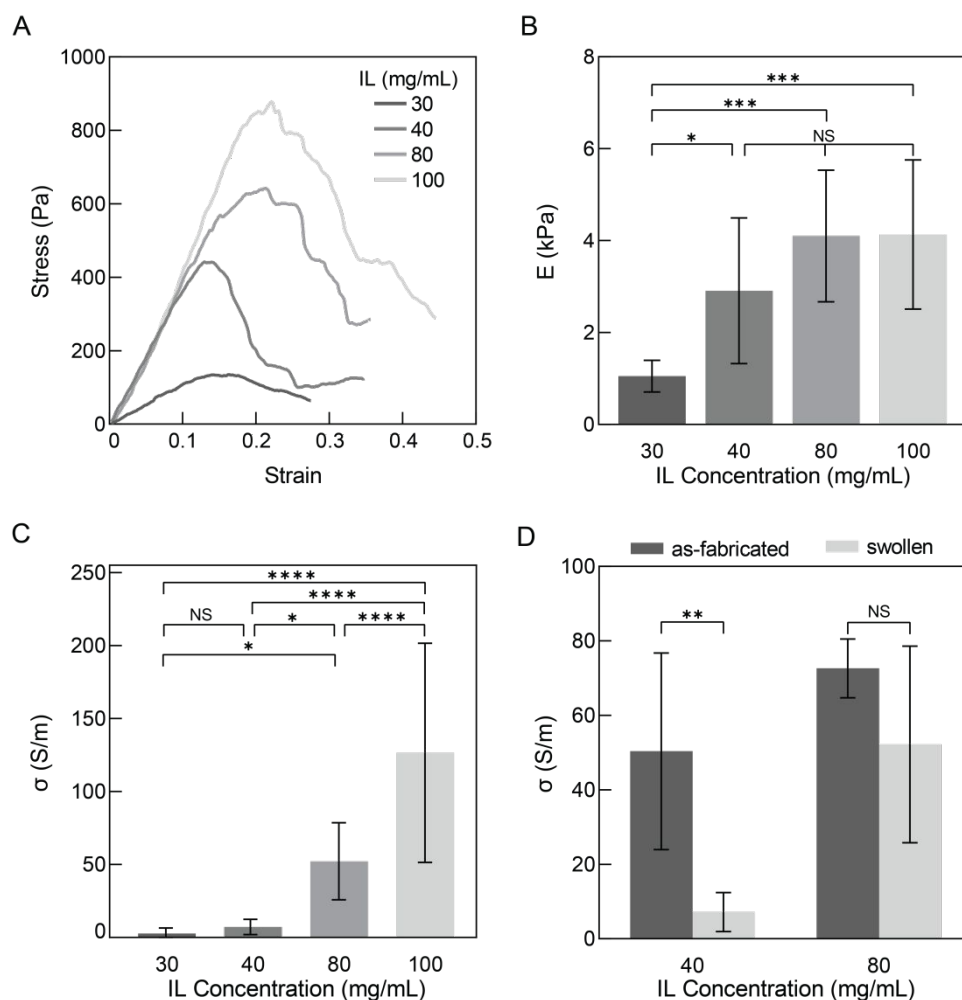 A
1000
800
600
400
200
0
Stress (Pa)
IL (mg/mL)
30
40
80
100
0 0.1 0.2 0.3 0.4 0.5
Strain
B
8
6
4
2
0
E (kPa)
***
***
*
NS
30 40 80 100
IL Concentration (mg/mL)
C
250
200
150
100
50
0
σ (S/m)
****
****
NS * ****
*
30 40 80 100
IL Concentration (mg/mL)
D
as-fabricated swollen
100
80
60
40
20
0
σ (S/m)
**
NS
40 80
IL Concentration (mg/mL)